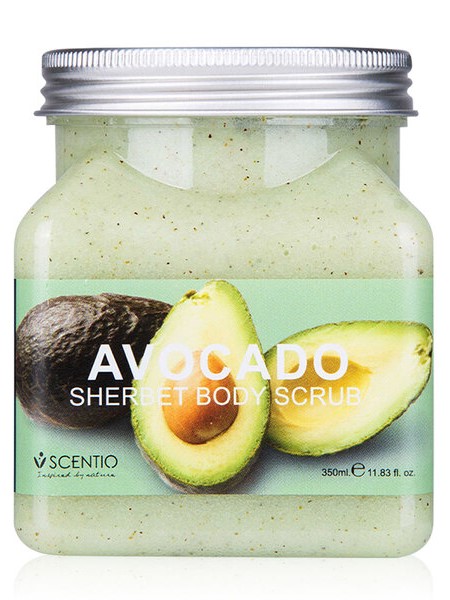 AVOCADO
SHERBET BODY SCRUB
SCENTIO
Inspired by nature
350ml. e 11.83 fl. oz.